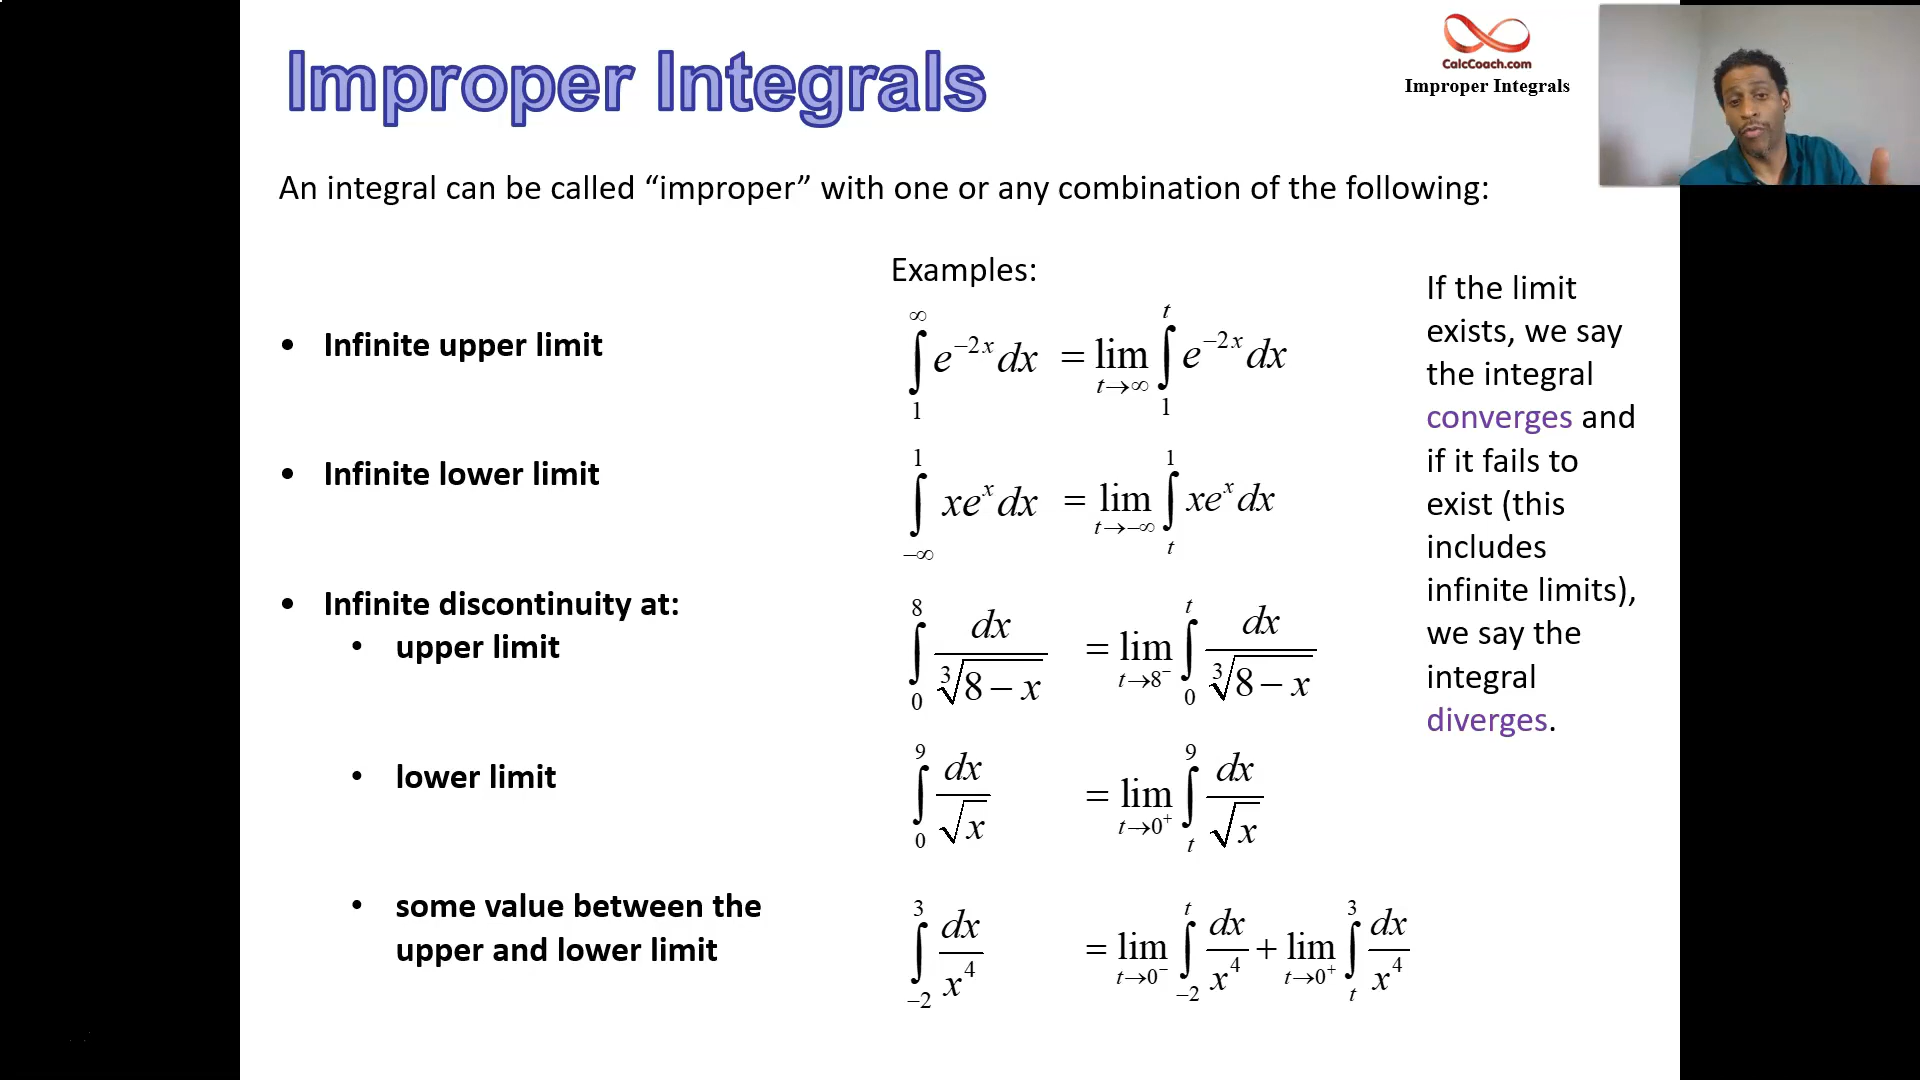 Improper Integrals
CalcCoach.com
Improper Integrals
An integral can be called “improper” with one or any combination of the following:
Examples:
• Infinite upper limit
∫₁^∞ e^{−2x} dx = lim_{t→∞} ∫₁^t e^{−2x} dx
• Infinite lower limit
∫_{−∞}^1 xe^x dx = lim_{t→−∞} ∫_t^1 xe^x dx
• Infinite discontinuity at:
• upper limit
∫₀^8 dx/∛(8 − x) = lim_{t→8⁻} ∫₀^t dx/∛(8 − x)
• lower limit
∫₀^9 dx/√x = lim_{t→0⁺} ∫_t^9 dx/√x
• some value between the
upper and lower limit
∫_{−2}^3 dx/x⁴ = lim_{t→0⁻} ∫_{−2}^t dx/x⁴ + lim_{t→0⁺} ∫_t^3 dx/x⁴
If the limit
exists, we say
the integral
converges and
if it fails to
exist (this
includes
infinite limits),
we say the
integral
diverges.